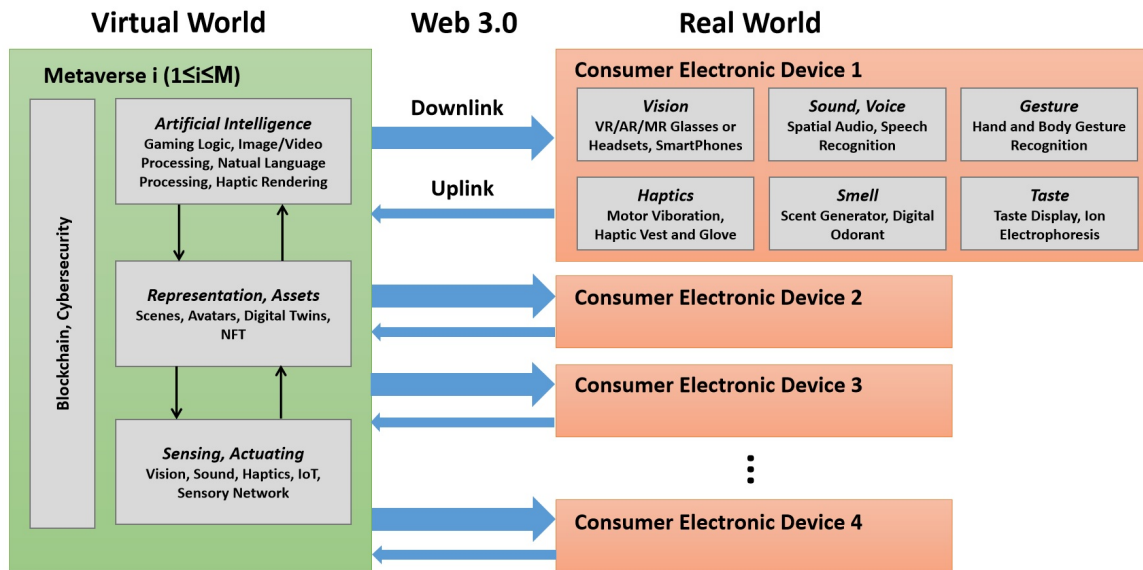 Virtual World
Web 3.0
Real World
Metaverse i (1≤i≤M)
Blockchain, Cybersecurity
Artificial Intelligence
Gaming Logic, Image/Video
Processing, Natual Language
Processing, Haptic Rendering
Representation, Assets
Scenes, Avatars, Digital Twins,
NFT
Sensing, Actuating
Vision, Sound, Haptics, IoT,
Sensory Network
Downlink
Uplink
Consumer Electronic Device 1
Vision
VR/AR/MR Glasses or
Headsets, SmartPhones
Sound, Voice
Spatial Audio, Speech
Recognition
Gesture
Hand and Body Gesture
Recognition
Haptics
Motor Viboration,
Haptic Vest and Glove
Smell
Scent Generator, Digital
Odorant
Taste
Taste Display, Ion
Electrophoresis
Consumer Electronic Device 2
Consumer Electronic Device 3
Consumer Electronic Device 4